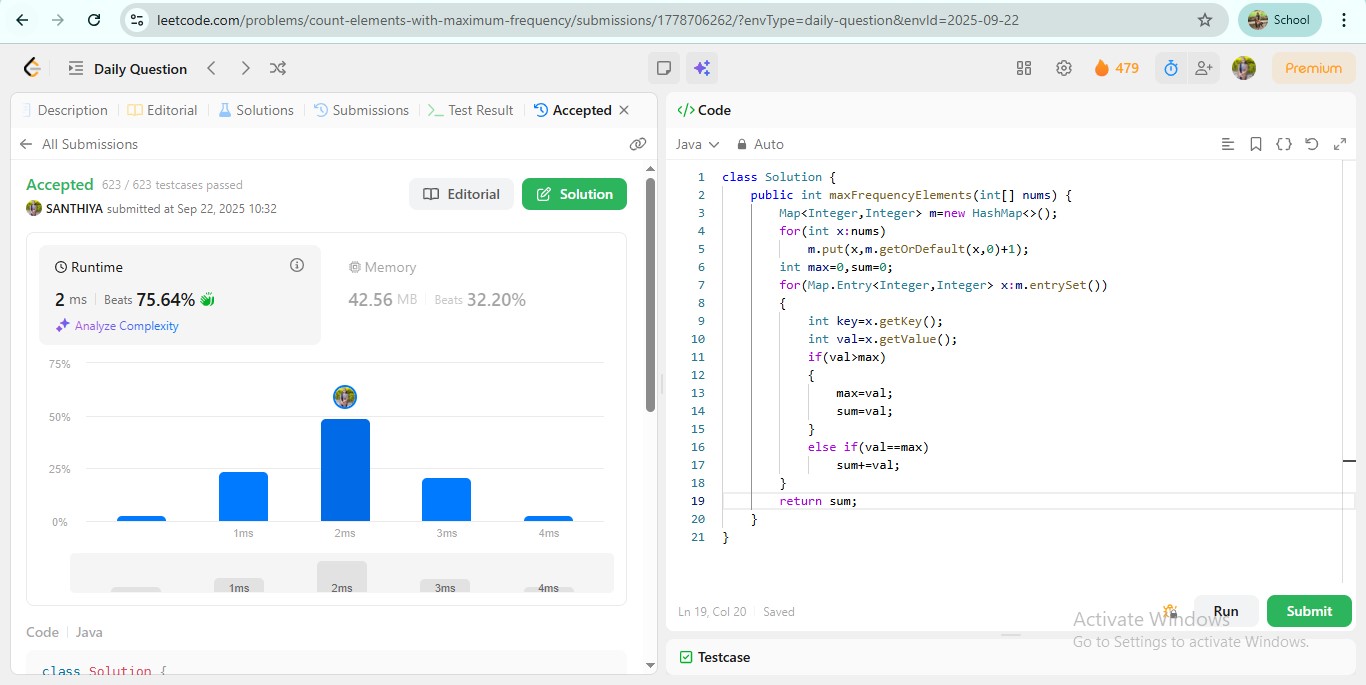 leetcode.com/problems/count-elements-with-maximum-frequency/submissions/1778706262/?envType=daily-question&envId=2025-09-22
School
Daily Question
479
Premium
Description
Editorial
Solutions
Submissions
Test Result
Accepted
All Submissions
Accepted 623 / 623 testcases passed
SANTHIYA submitted at Sep 22, 2025 10:32
Editorial
Solution
Runtime
2 ms Beats 75.64%
Analyze Complexity
Memory
42.56 MB Beats 32.20%
75%
50%
25%
0%
1ms 2ms 3ms 4ms
1ms 2ms 3ms 4ms
Code Java
class Solution {
</> Code
Java Auto
1 class Solution {
2 public int maxFrequencyElements(int[] nums) {
3 Map<Integer,Integer> m=new HashMap<>();
4 for(int x:nums)
5 m.put(x,m.getOrDefault(x,0)+1);
6 int max=0,sum=0;
7 for(Map.Entry<Integer,Integer> x:m.entrySet())
8 {
9 int key=x.getKey();
10 int val=x.getValue();
11 if(val>max)
12 {
13 max=val;
14 sum=val;
15 }
16 else if(val==max)
17 sum+=val;
18 }
19 return sum;
20 }
21 }
Ln 19, Col 20 Saved
Run
Submit
Activate Windows
Go to Settings to activate Windows.
Testcase